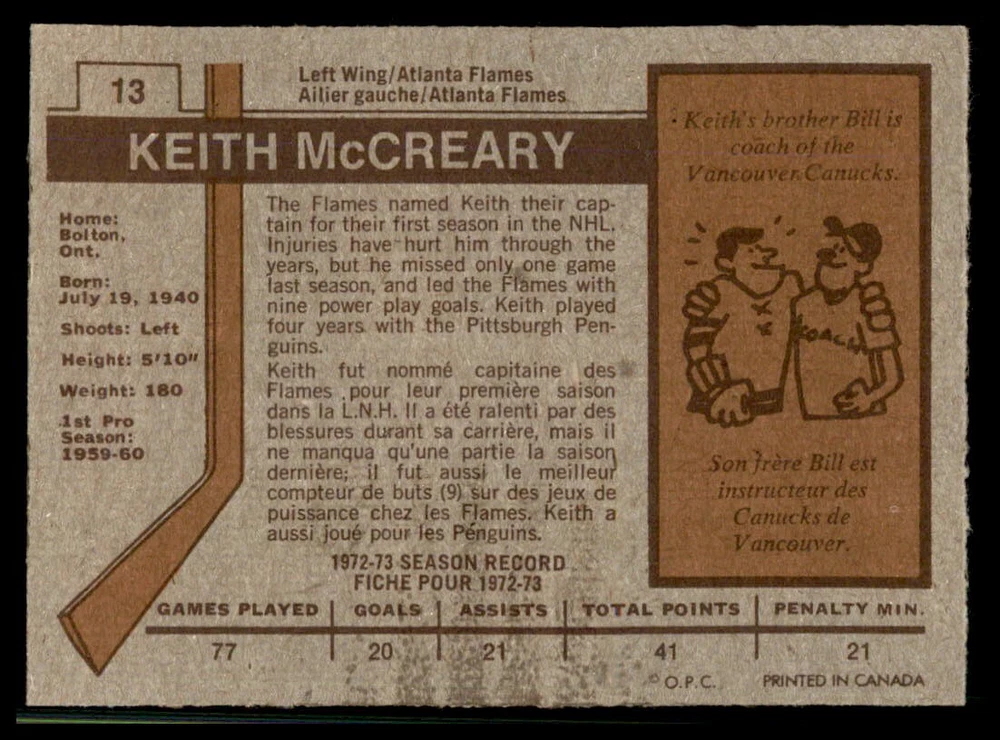 13
Left Wing/Atlanta Flames
Ailier gauche/Atlanta Flames
KEITH McCREARY
Home:
Bolton,
Ont.
Born:
July 19, 1940
Shoots: Left
Height: 5'10"
Weight: 180
1st Pro
Season:
1959-60
The Flames named Keith their cap-
tain for their first season in the NHL.
Injuries have hurt him through the
years, but he missed only one game
last season, and led the Flames with
nine power play goals. Keith played
four years with the Pittsburgh Pen-
guins.
Keith fut nommé capitaine des
Flames pour leur première saison
dans la L.N.H. Il a été ralenti par des
blessures durant sa carrière, mais il
ne manqua qu'une partie la saison
dernière; il fut aussi le meilleur
compteur de buts (9) sur des jeux de
puissance chez les Flames. Keith a
aussi joué pour les Pénguins.
Keith's brother Bill is
coach of the
Vancouver Canucks.
KOACH
Son frère Bill est
instructeur des
Canucks de
Vancouver.
1972-73 SEASON RECORD
FICHE POUR 1972-73
GAMES PLAYED GOALS ASSISTS TOTAL POINTS PENALTY MIN.
77 20 21 41 21
© O.P.C. PRINTED IN CANADA